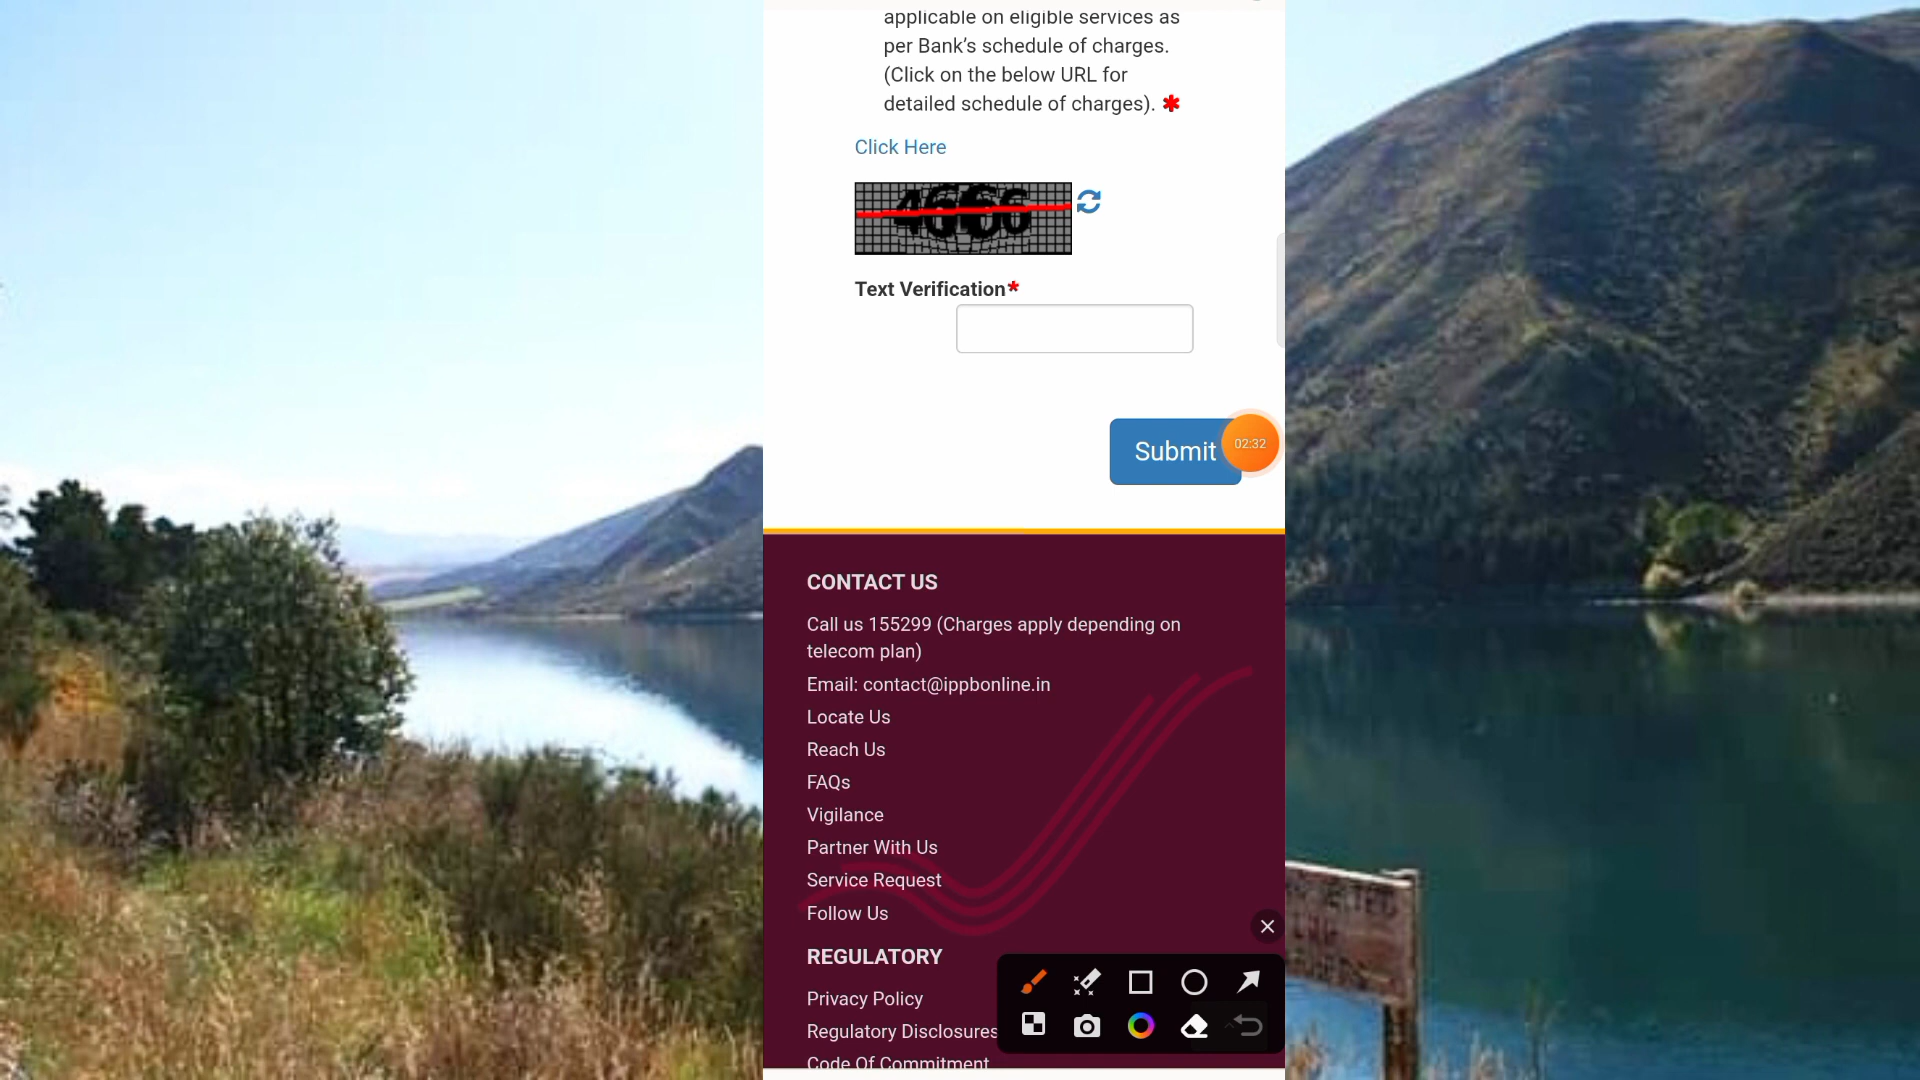 applicable on eligible services as
per Bank’s schedule of charges.
(Click on the below URL for
detailed schedule of charges). *
Click Here
Text Verification*
Submit
02:32
CONTACT US
Call us 155299 (Charges apply depending on
telecom plan)
Email: contact@ippbonline.in
Locate Us
Reach Us
FAQs
Vigilance
Partner With Us
Service Request
Follow Us
REGULATORY
Privacy Policy
Regulatory Disclosures
Code Of Commitment